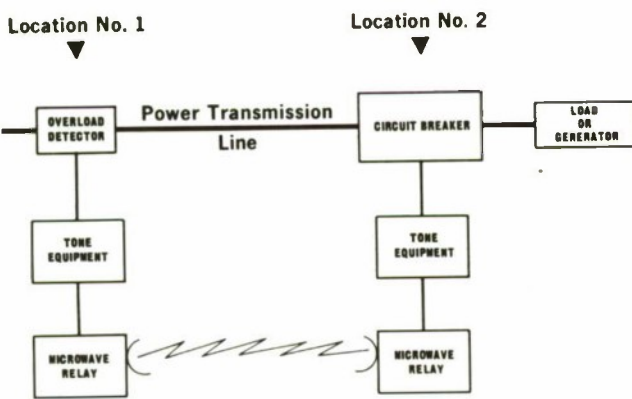 Location No. 1
Location No. 2
OVERLOAD
DETECTOR
Power Transmission
Line
CIRCUIT BREAKER
LOAD
OR
GENERATOR
TONE
EQUIPMENT
TONE
EQUIPMENT
MICROWAVE
RELAY
MICROWAVE
RELAY